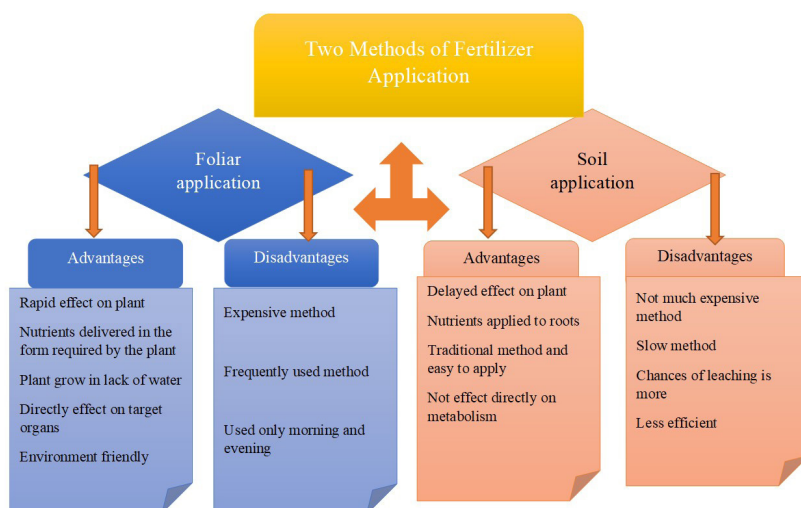 Two Methods of Fertilizer
Application
Foliar
application
Soil
application
Advantages
Rapid effect on plant
Nutrients delivered in the
form required by the plant
Plant grow in lack of water
Directly effect on target
organs
Environment friendly
Disadvantages
Expensive method
Frequently used method
Used only morning and
evening
Advantages
Delayed effect on plant
Nutrients applied to roots
Traditional method and
easy to apply
Not effect directly on
metabolism
Disadvantages
Not much expensive
method
Slow method
Chances of leaching is
more
Less efficient